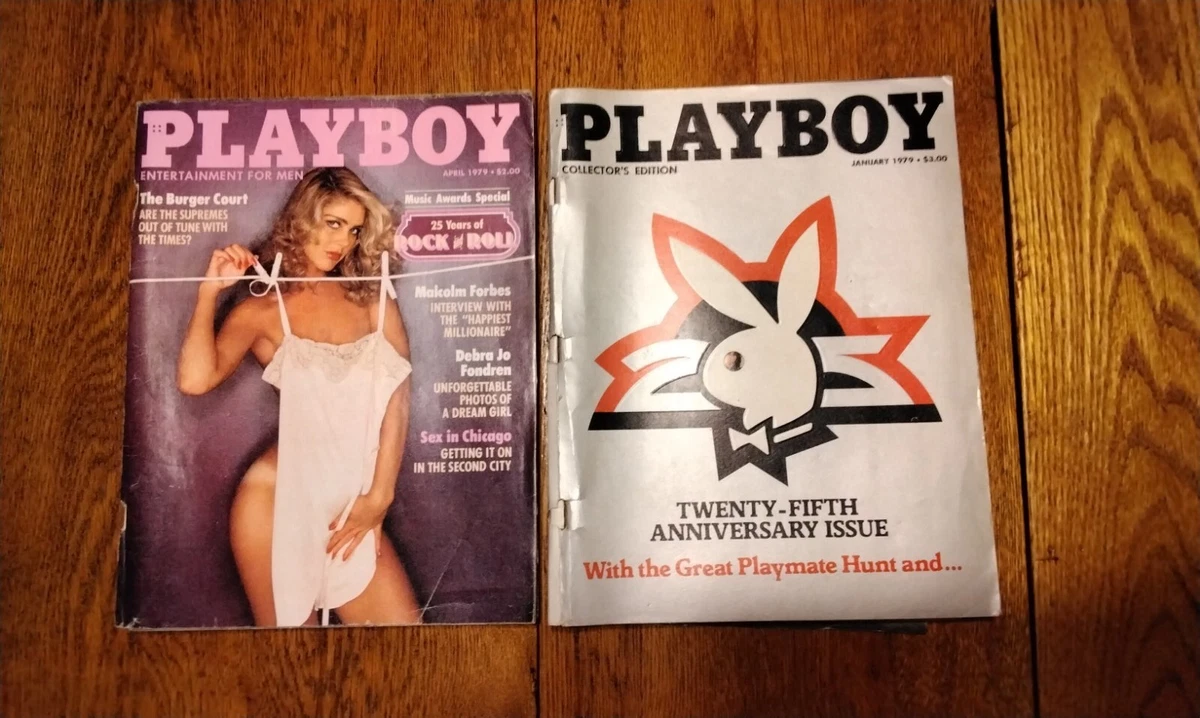 PLAYBOY
ENTERTAINMENT FOR MEN
APRIL 1979 • $2.00
The Burger Court
ARE THE SUPREMES
OUT OF TUNE WITH
THE TIMES?
Music Awards Special
25 Years of
ROCK N ROLL
Malcolm Forbes
INTERVIEW WITH
THE "HAPPIEST
MILLIONAIRE"
Debra Jo
Fondren
UNFORGETTABLE
PHOTOS OF
A DREAM GIRL
Sex in Chicago
GETTING IT ON
IN THE SECOND CITY
PLAYBOY
COLLECTOR'S EDITION
JANUARY 1979 • $3.00
TWENTY-FIFTH
ANNIVERSARY ISSUE
With the Great Playmate Hunt and...